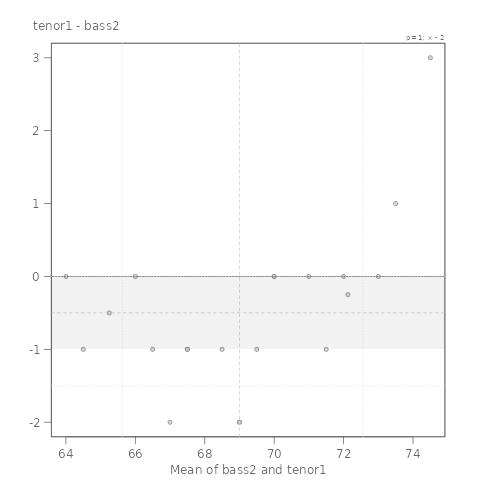 tenor1 - bass2
p = 1; × - 2
3
2
1
0
-1
-2
64 66 68 70 72 74
Mean of bass2 and tenor1